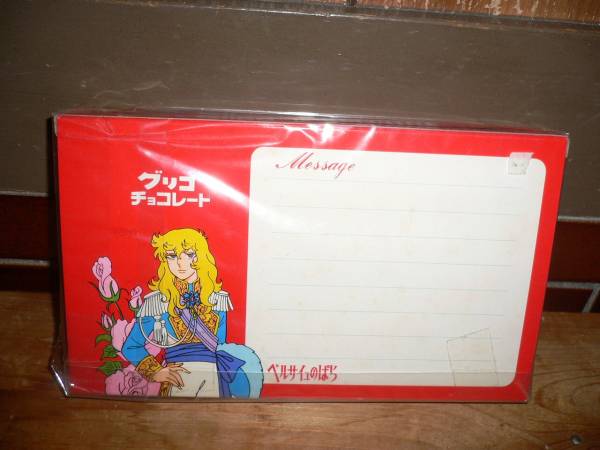 Message
グリコ
チョコレート
ベルサイユのばら